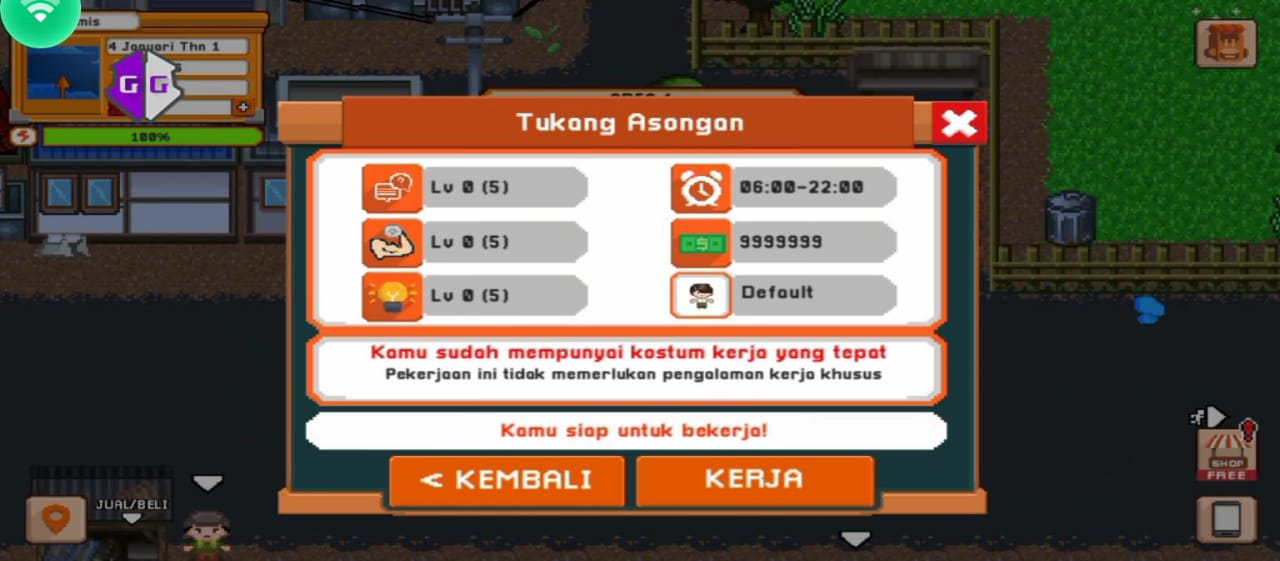 mis
4 Januari Thn 1
G G
100%
Tukang Asongan
Lv 0 (5)
06:00-22:00
Lv 0 (5)
9999999
Lv 0 (5)
Default
Kamu sudah mempunyai kostum kerja yang tepat
Pekerjaan ini tidak memerlukan pengalaman kerja khusus
Kamu siap untuk bekerja!
< KEMBALI
KERJA
JUAL/BELI
SHOP
FREE